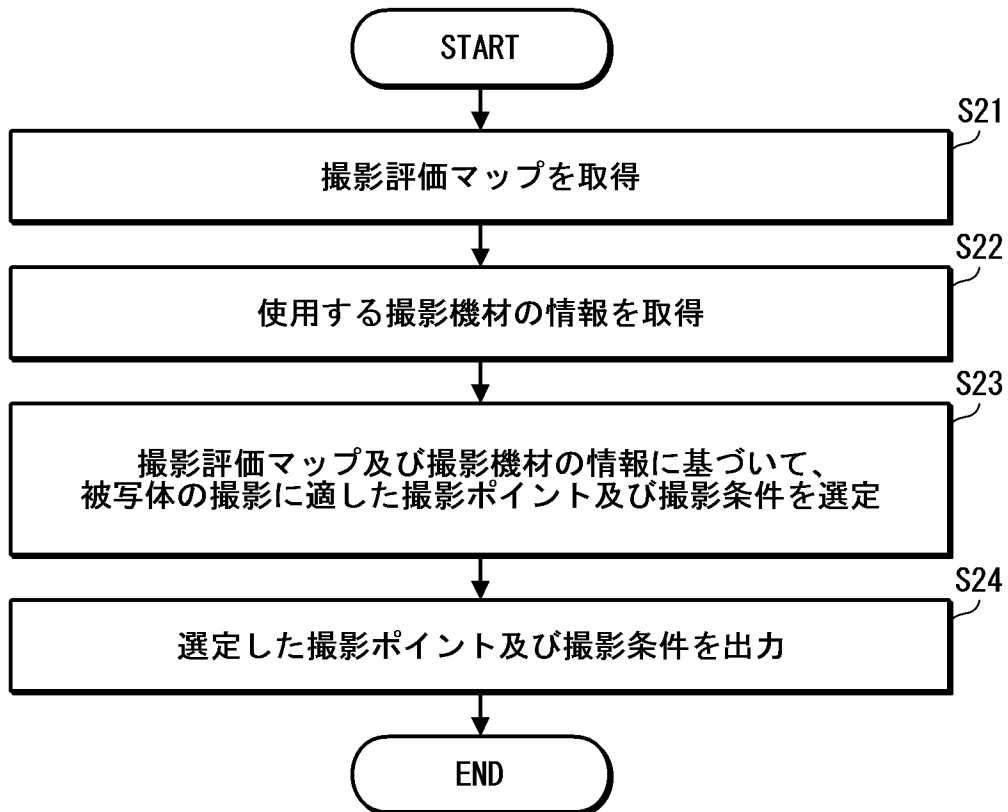 START
S21
撮影評価マップを取得
S22
使用する撮影機材の情報を取得
S23
撮影評価マップ及び撮影機材の情報に基づいて、
被写体の撮影に適した撮影ポイント及び撮影条件を選定
S24
選定した撮影ポイント及び撮影条件を出力
END